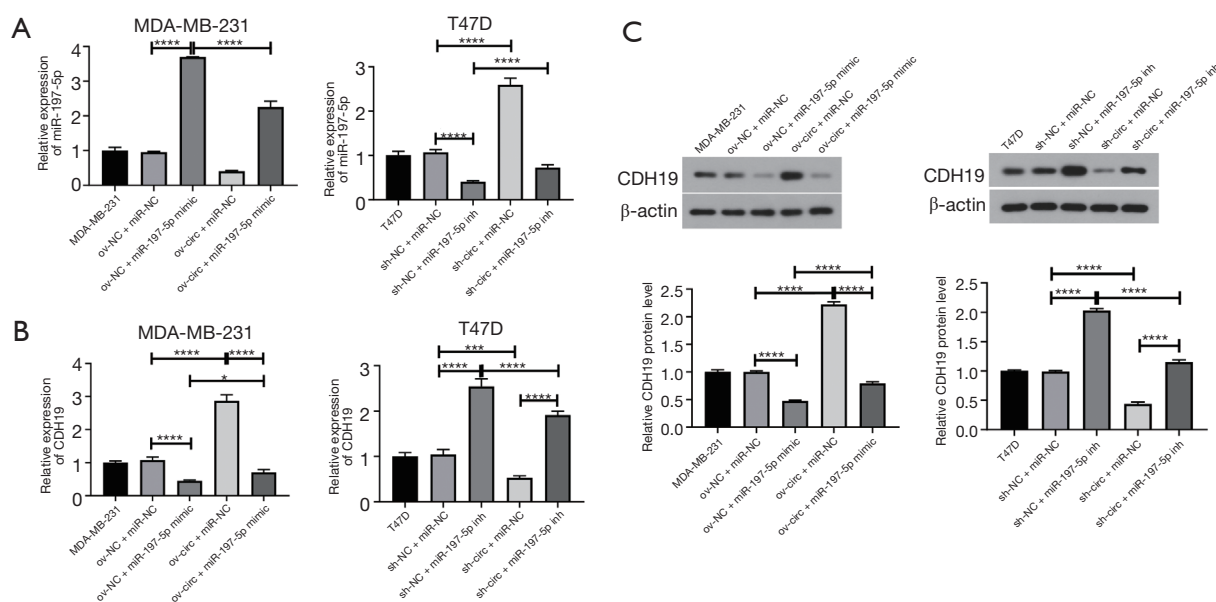 A
MDA-MB-231
Relative expression
of miR-197-5p
4
3
2
1
0
****
****
MDA-MB-231
ov-NC + miR-NC
ov-NC + miR-197-5p mimic
ov-circ + miR-NC
ov-circ + miR-197-5p mimic
T47D
Relative expression
of miR-197-5p
3
2
1
0
****
****
****
T47D
sh-NC + miR-NC
sh-NC + miR-197-5p inh
sh-circ + miR-NC
sh-circ + miR-197-5p inh
B
MDA-MB-231
Relative expression
of CDH19
4
3
2
1
0
****
****
*
****
MDA-MB-231
ov-NC + miR-NC
ov-NC + miR-197-5p mimic
ov-circ + miR-NC
ov-circ + miR-197-5p mimic
T47D
Relative expression
of CDH19
3
2
1
0
***
****
****
****
T47D
sh-NC + miR-NC
sh-NC + miR-197-5p inh
sh-circ + miR-NC
sh-circ + miR-197-5p inh
C
MDA-MB-231
ov-NC + miR-NC
ov-NC + miR-197-5p mimic
ov-circ + miR-NC
ov-circ + miR-197-5p mimic
CDH19
β-actin
T47D
sh-NC + miR-NC
sh-NC + miR-197-5p inh
sh-circ + miR-NC
sh-circ + miR-197-5p inh
CDH19
β-actin
Relative CDH19 protein level
2.5
2.0
1.5
1.0
0.5
0.0
****
****
****
****
MDA-MB-231
ov-NC + miR-NC
ov-NC + miR-197-5p mimic
ov-circ + miR-NC
ov-circ + miR-197-5p mimic
Relative CDH19 protein level
2.5
2.0
1.5
1.0
0.5
0.0
****
****
****
****
T47D
sh-NC + miR-NC
sh-NC + miR-197-5p inh
sh-circ + miR-NC
sh-circ + miR-197-5p inh